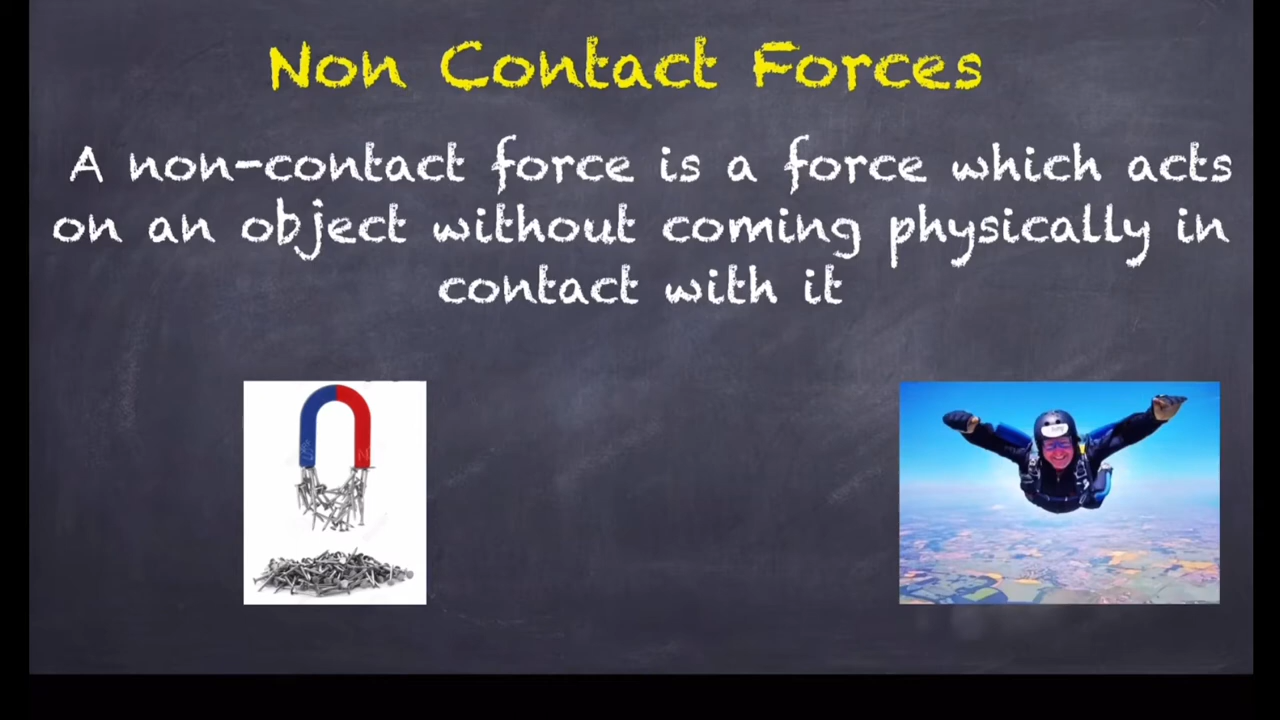 Non Contact Forces
A non-contact force is a force which acts
on an object without coming physically in
contact with it